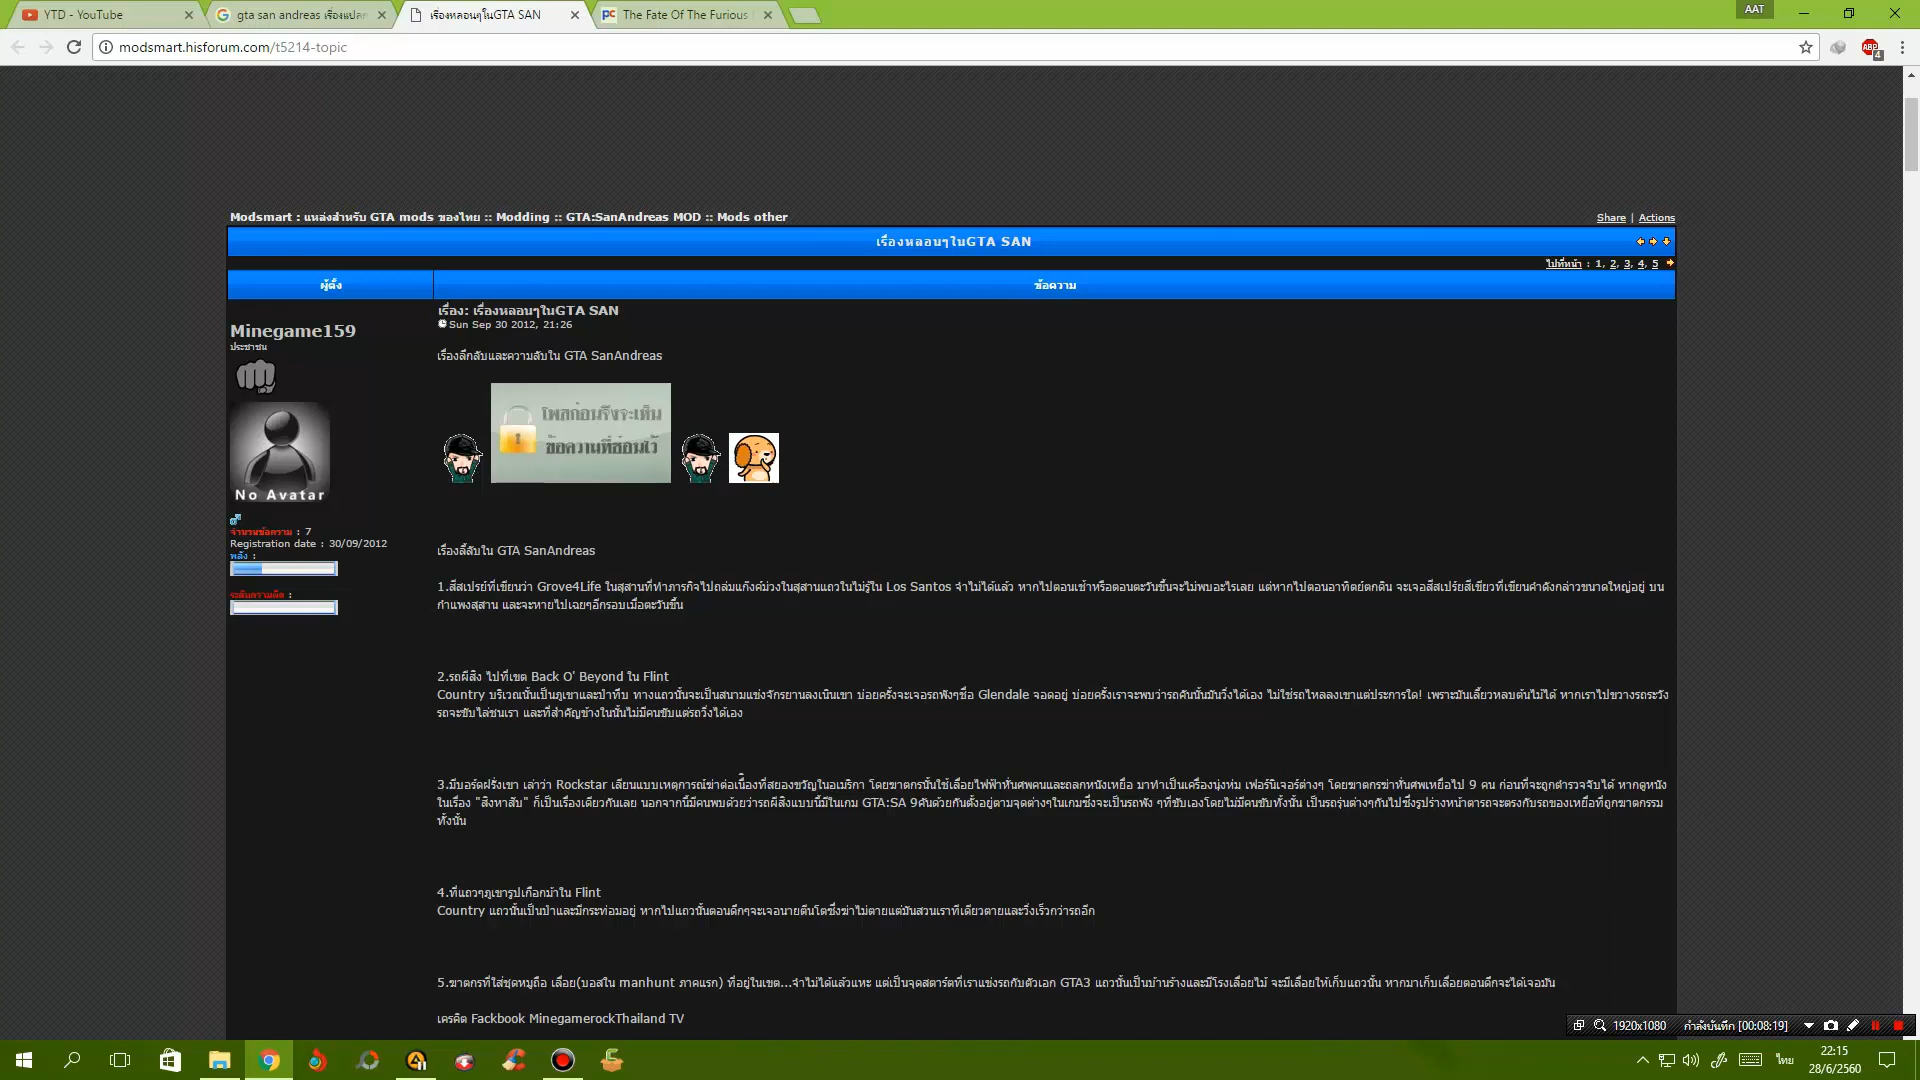 YTD - YouTube
gta san andreas เรื่องแปลก
เรื่องหลอนๆในGTA SAN
The Fate Of The Furious
AAT
modsmart.hisforum.com/t5214-topic
Modsmart : แหล่งสำหรับ GTA mods ของไทย :: Modding :: GTA:SanAndreas MOD :: Mods other
Share | Actions
เรื่องหลอนๆในGTA SAN
ไปที่หน้า : 1, 2, 3, 4, 5
ผู้ตั้ง
ข้อความ
Minegame159
ประชาชน
No Avatar
จำนวนข้อความ : 7
Registration date : 30/09/2012
พลัง :
ระดับความผิด :
เรื่อง: เรื่องหลอนๆในGTA SAN
Sun Sep 30 2012, 21:26
เรื่องลึกลับและความลับใน GTA SanAndreas
โพสก่อนจึงจะเห็น
ข้อความที่ซ่อนไว้
เรื่องลี้ลับใน GTA SanAndreas
1.สีสเปรย์ที่เขียนว่า Grove4Life ในสุสานที่ทำภารกิจไปถล่มแก๊งค์ม่วงในสุสานแถวในไม่รู้ใน Los Santos จำไม่ได้แล้ว หากไปตอนเช้าหรือตอนตะวันขึ้นจะไม่พบอะไรเลย แต่หากไปตอนอาทิตย์ตกดิน จะเจอสีสเปร์ยสีเขียวที่เขียนคำดังกล่าวขนาดใหญ่อยู่ บน
กำแพงสุสาน และจะหายไปเฉยๆอีกรอบเมื่อตะวันขึ้น
2.รถผีสิง ไปที่เขต Back O' Beyond ใน Flint
Country บริเวณนั้นเป็นภูเขาและป่าทึบ ทางแถวนั้นจะเป็นสนามแข่งจักรยานลงเนินเขา บ่อยครั้งจะเจอรถพังๆชื่อ Glendale จอดอยู่ บ่อยครั้งเราจะพบว่ารถคันนั้นมันวิ่งได้เอง ไม่ใช่รถไหลลงเขาแต่ประการใด! เพราะมันเลี้ยวหลบต้นไม้ได้ หากเราไปขวางรถระวัง
รถจะขับไล่ชนเรา และที่สำคัญข้างในนั้นไม่มีคนขับแต่รถวิ่งได้เอง
3.มีบอร์ดฝรั่งเขา เล่าว่า Rockstar เลียนแบบเหตุการณ์ฆ่าต่อเนื่องที่สยองขวัญในอเมริกา โดยฆาตกรนั้นใช้เลื่อยไฟฟ้าหั่นศพคนและถลกหนังเหยื่อ มาทำเป็นเครื่องนุ่งห่ม เฟอร์นิเจอร์ต่างๆ โดยฆาตกรฆ่าหั่นศพเหยื่อไป 9 คน ก่อนที่จะถูกตำรวจจับได้ หากดูหนัง
ในเรื่อง "สิงหาสับ" ก็เป็นเรื่องเดียวกันเลย นอกจากนี้มีคนพบด้วยว่ารถผีสิงแบบนี้มีในเกม GTA:SA 9คันด้วยกันตั้งอยู่ตามจุดต่างๆในเกมซึ่งจะเป็นรถพัง ๆที่ขับเองโดยไม่มีคนขับทั้งนั้น เป็นรถรุ่นต่างๆกันไปซึ่งรูปร่างหน้าตารถจะตรงกับรถของเหยื่อที่ถูกฆาตกรรม
ทั้งนั้น
4.ที่แถวๆภูเขารูปเกือกม้าใน Flint
Country แถวนั้นเป็นป่าและมีกระท่อมอยู่ หากไปแถวนั้นตอนดึกๆจะเจอนายตีนโตซึ่งฆ่าไม่ตายแต่มันสวนเราทีเดียวตายและวิ่งเร็วกว่ารถอีก
5.ฆาตกรที่ใส่ชุดหมูถือ เลื่อย(บอสใน manhunt ภาคแรก) ที่อยู่ในเขต...จำไม่ได้แล้วแหะ แต่เป็นจุดสตาร์ตที่เราแข่งรถกับตัวเอก GTA3 แถวนั้นเป็นบ้านร้างและมีโรงเลื่อยไม้ จะมีเลื่อยให้เก็บแถวนั้น หากมาเก็บเลื่อยตอนดึกจะได้เจอมัน
เครคิต Fackbook MinegamerockThailand TV
1920x1080
กำลังบันทึก [00:08:19]
ไทย
22:15
28/6/2560